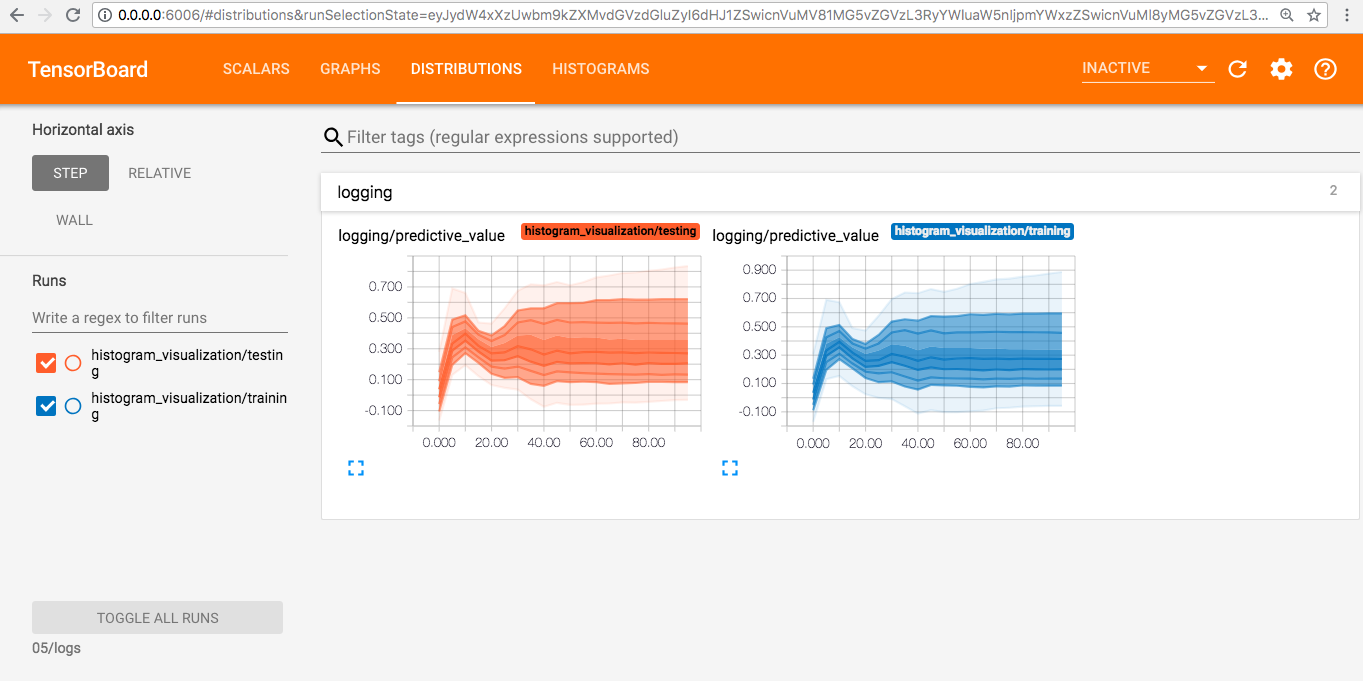 0.0.0.0:6006/#distributions&runSelectionState=eyJydW4xXzUwbm9kZXMvdGVzdGluZyI6dHJ1ZSwicnVuMV81MG5vZGVzL3RyYWluaW5nIjpmYWxzZSwicnVuMl8yMG5vZGVzL3...
TensorBoard SCALARS GRAPHS DISTRIBUTIONS HISTOGRAMS INACTIVE
Horizontal axis
STEP RELATIVE
WALL
Runs
Write a regex to filter runs
histogram_visualization/testin
g
histogram_visualization/trainin
g
TOGGLE ALL RUNS
05/logs
Filter tags (regular expressions supported)
logging 2
logging/predictive_value histogram_visualization/testing
0.700
0.500
0.300
0.100
-0.100
0.000 20.00 40.00 60.00 80.00
logging/predictive_value histogram_visualization/training
0.900
0.700
0.500
0.300
0.100
-0.100
0.000 20.00 40.00 60.00 80.00